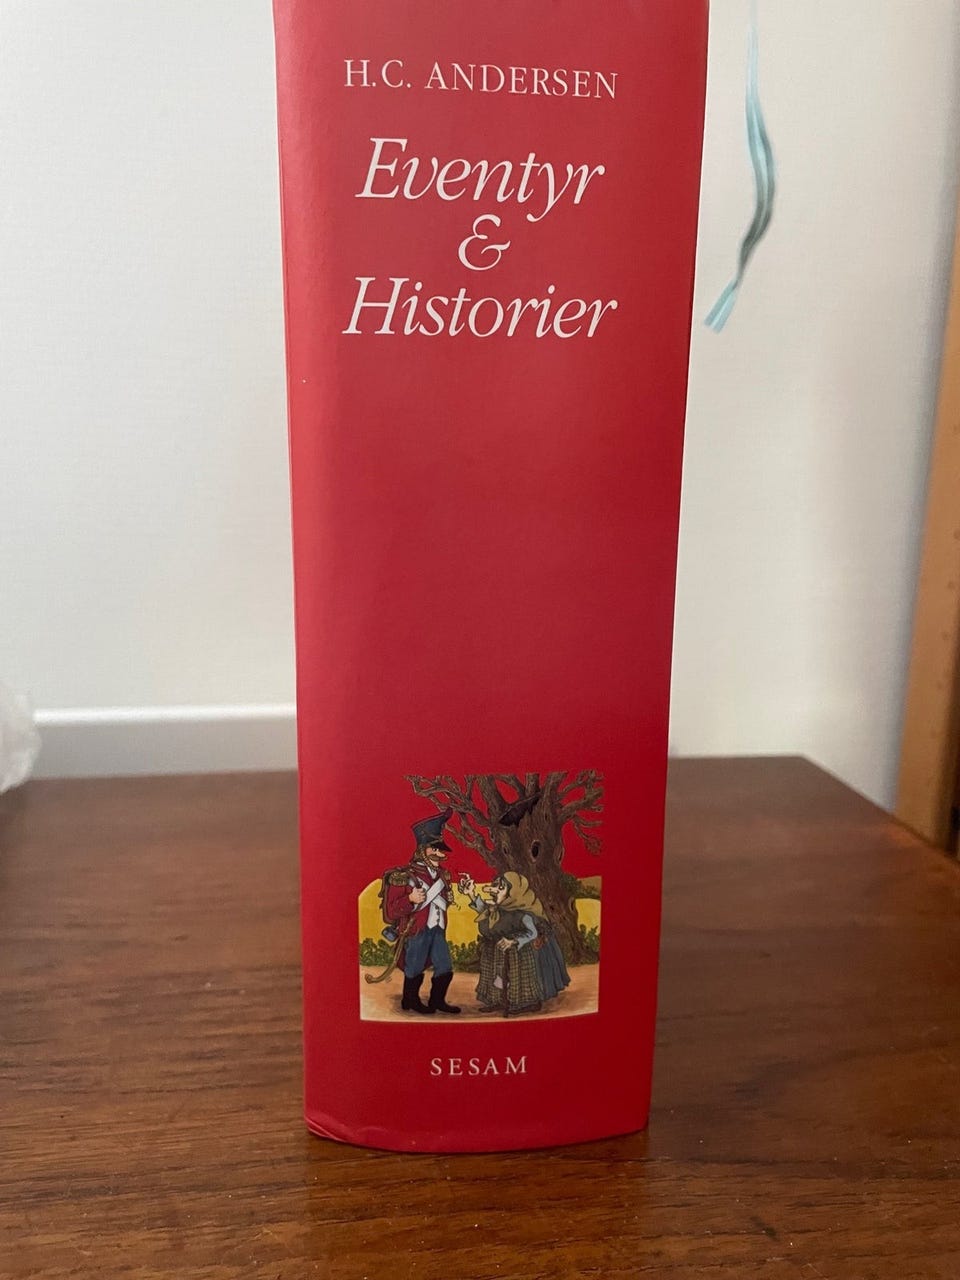 H.C. ANDERSEN
Eventyr
&
Historier
SESAM